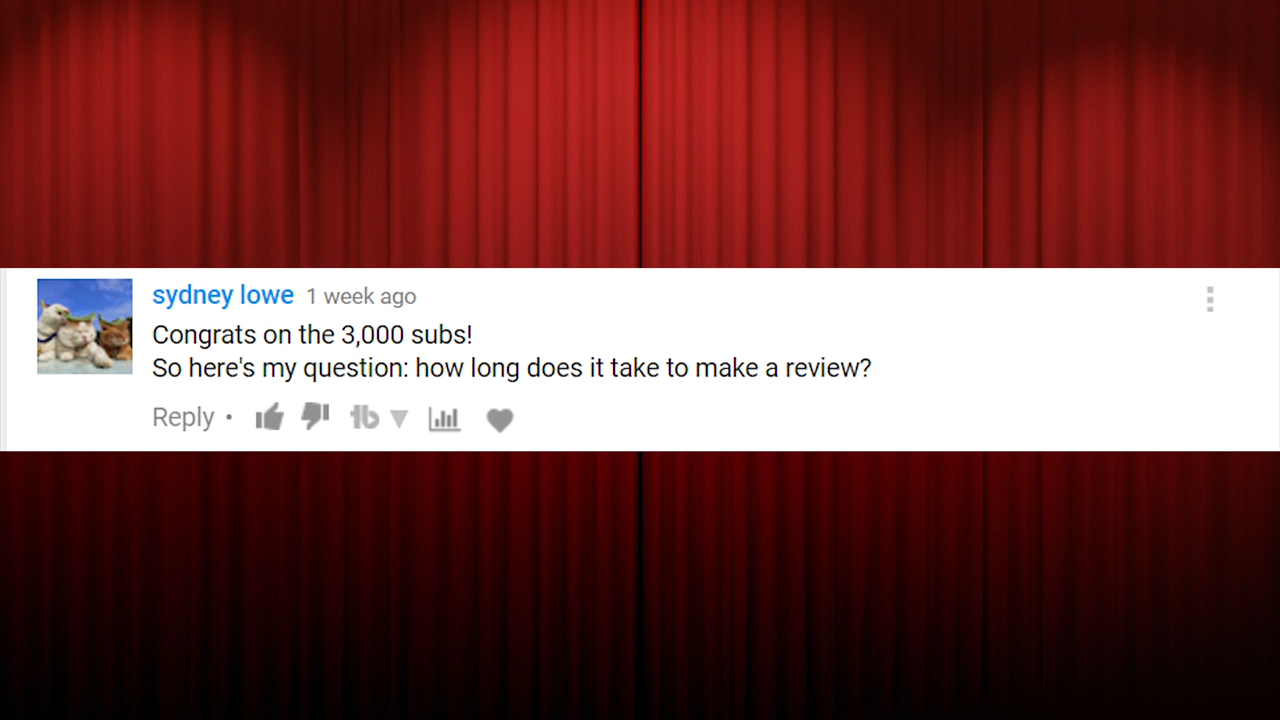 sydney lowe 1 week ago
Congrats on the 3,000 subs!
So here's my question: how long does it take to make a review?
Reply •